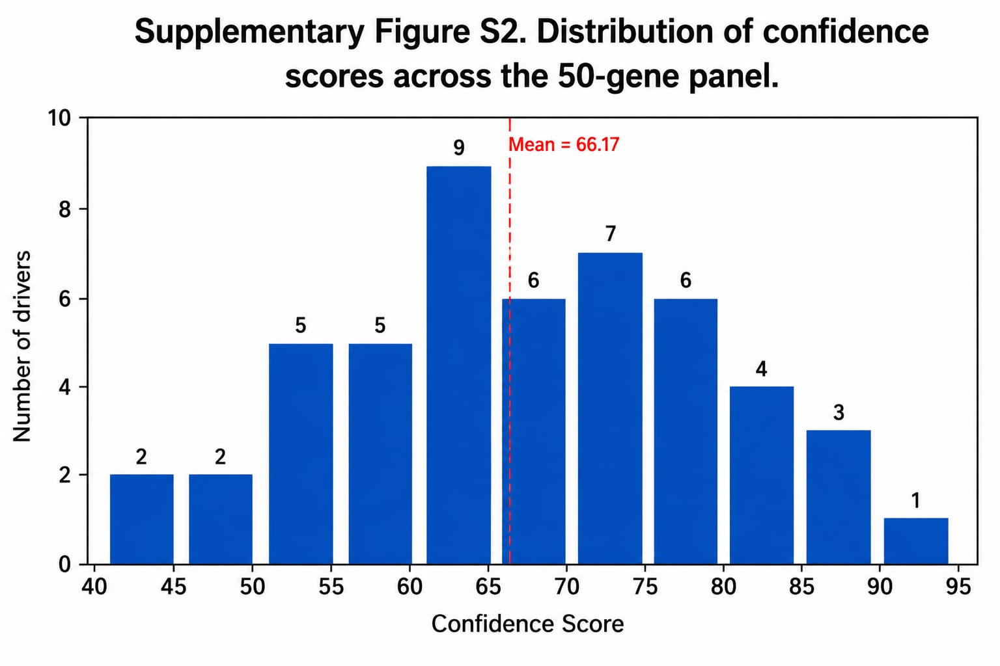 Supplementary Figure S2. Distribution of confidence
scores across the 50-gene panel.
Mean = 66.17
10
8
6
4
2
0
Number of drivers
2
2
5
5
9
6
7
6
4
3
1
40 45 50 55 60 65 70 75 80 85 90 95
Confidence Score